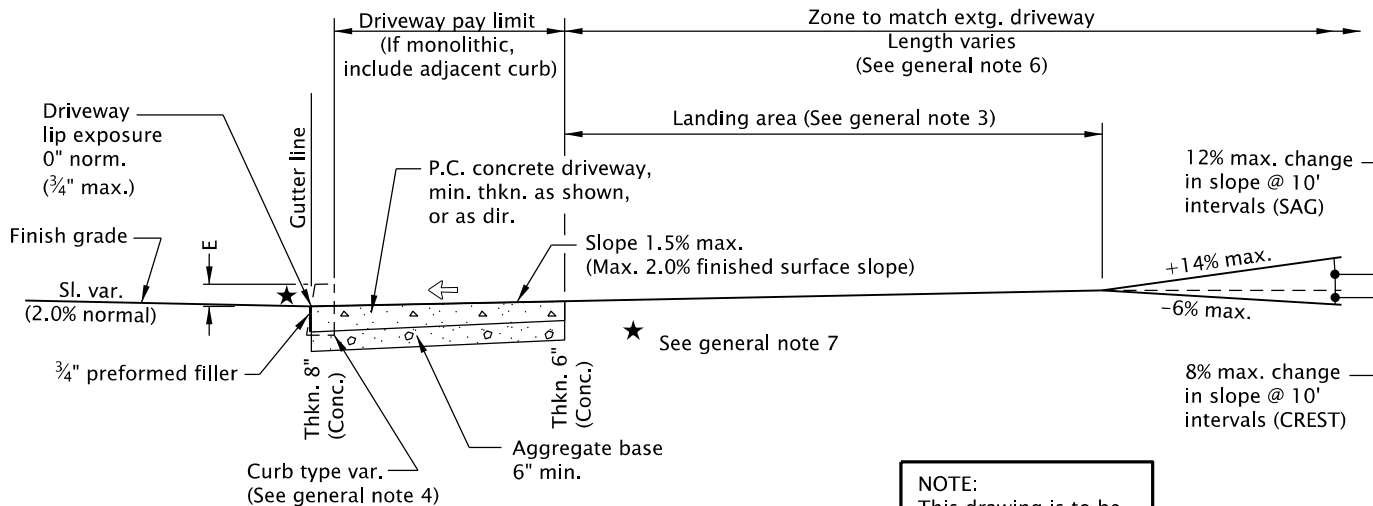 Driveway pay limit
(If monolithic,
include adjacent curb)
Zone to match extg. driveway
Length varies
(See general note 6)
Driveway
lip exposure
0" norm.
(¾" max.)
Gutter line
Landing area (See general note 3)
P.C. concrete driveway,
min. thkn. as shown,
or as dir.
12% max. change
in slope @ 10'
intervals (SAG)
Finish grade
E
Slope 1.5% max.
(Max. 2.0% finished surface slope)
+14% max.
Sl. var.
(2.0% normal)
-6% max.
★
★ See general note 7
¾" preformed filler
Thkn. 8"
(Conc.)
Thkn. 6"
(Conc.)
8% max. change
in slope @ 10'
intervals (CREST)
Aggregate base
6" min.
Curb type var.
(See general note 4)
NOTE:
This drawing is to be